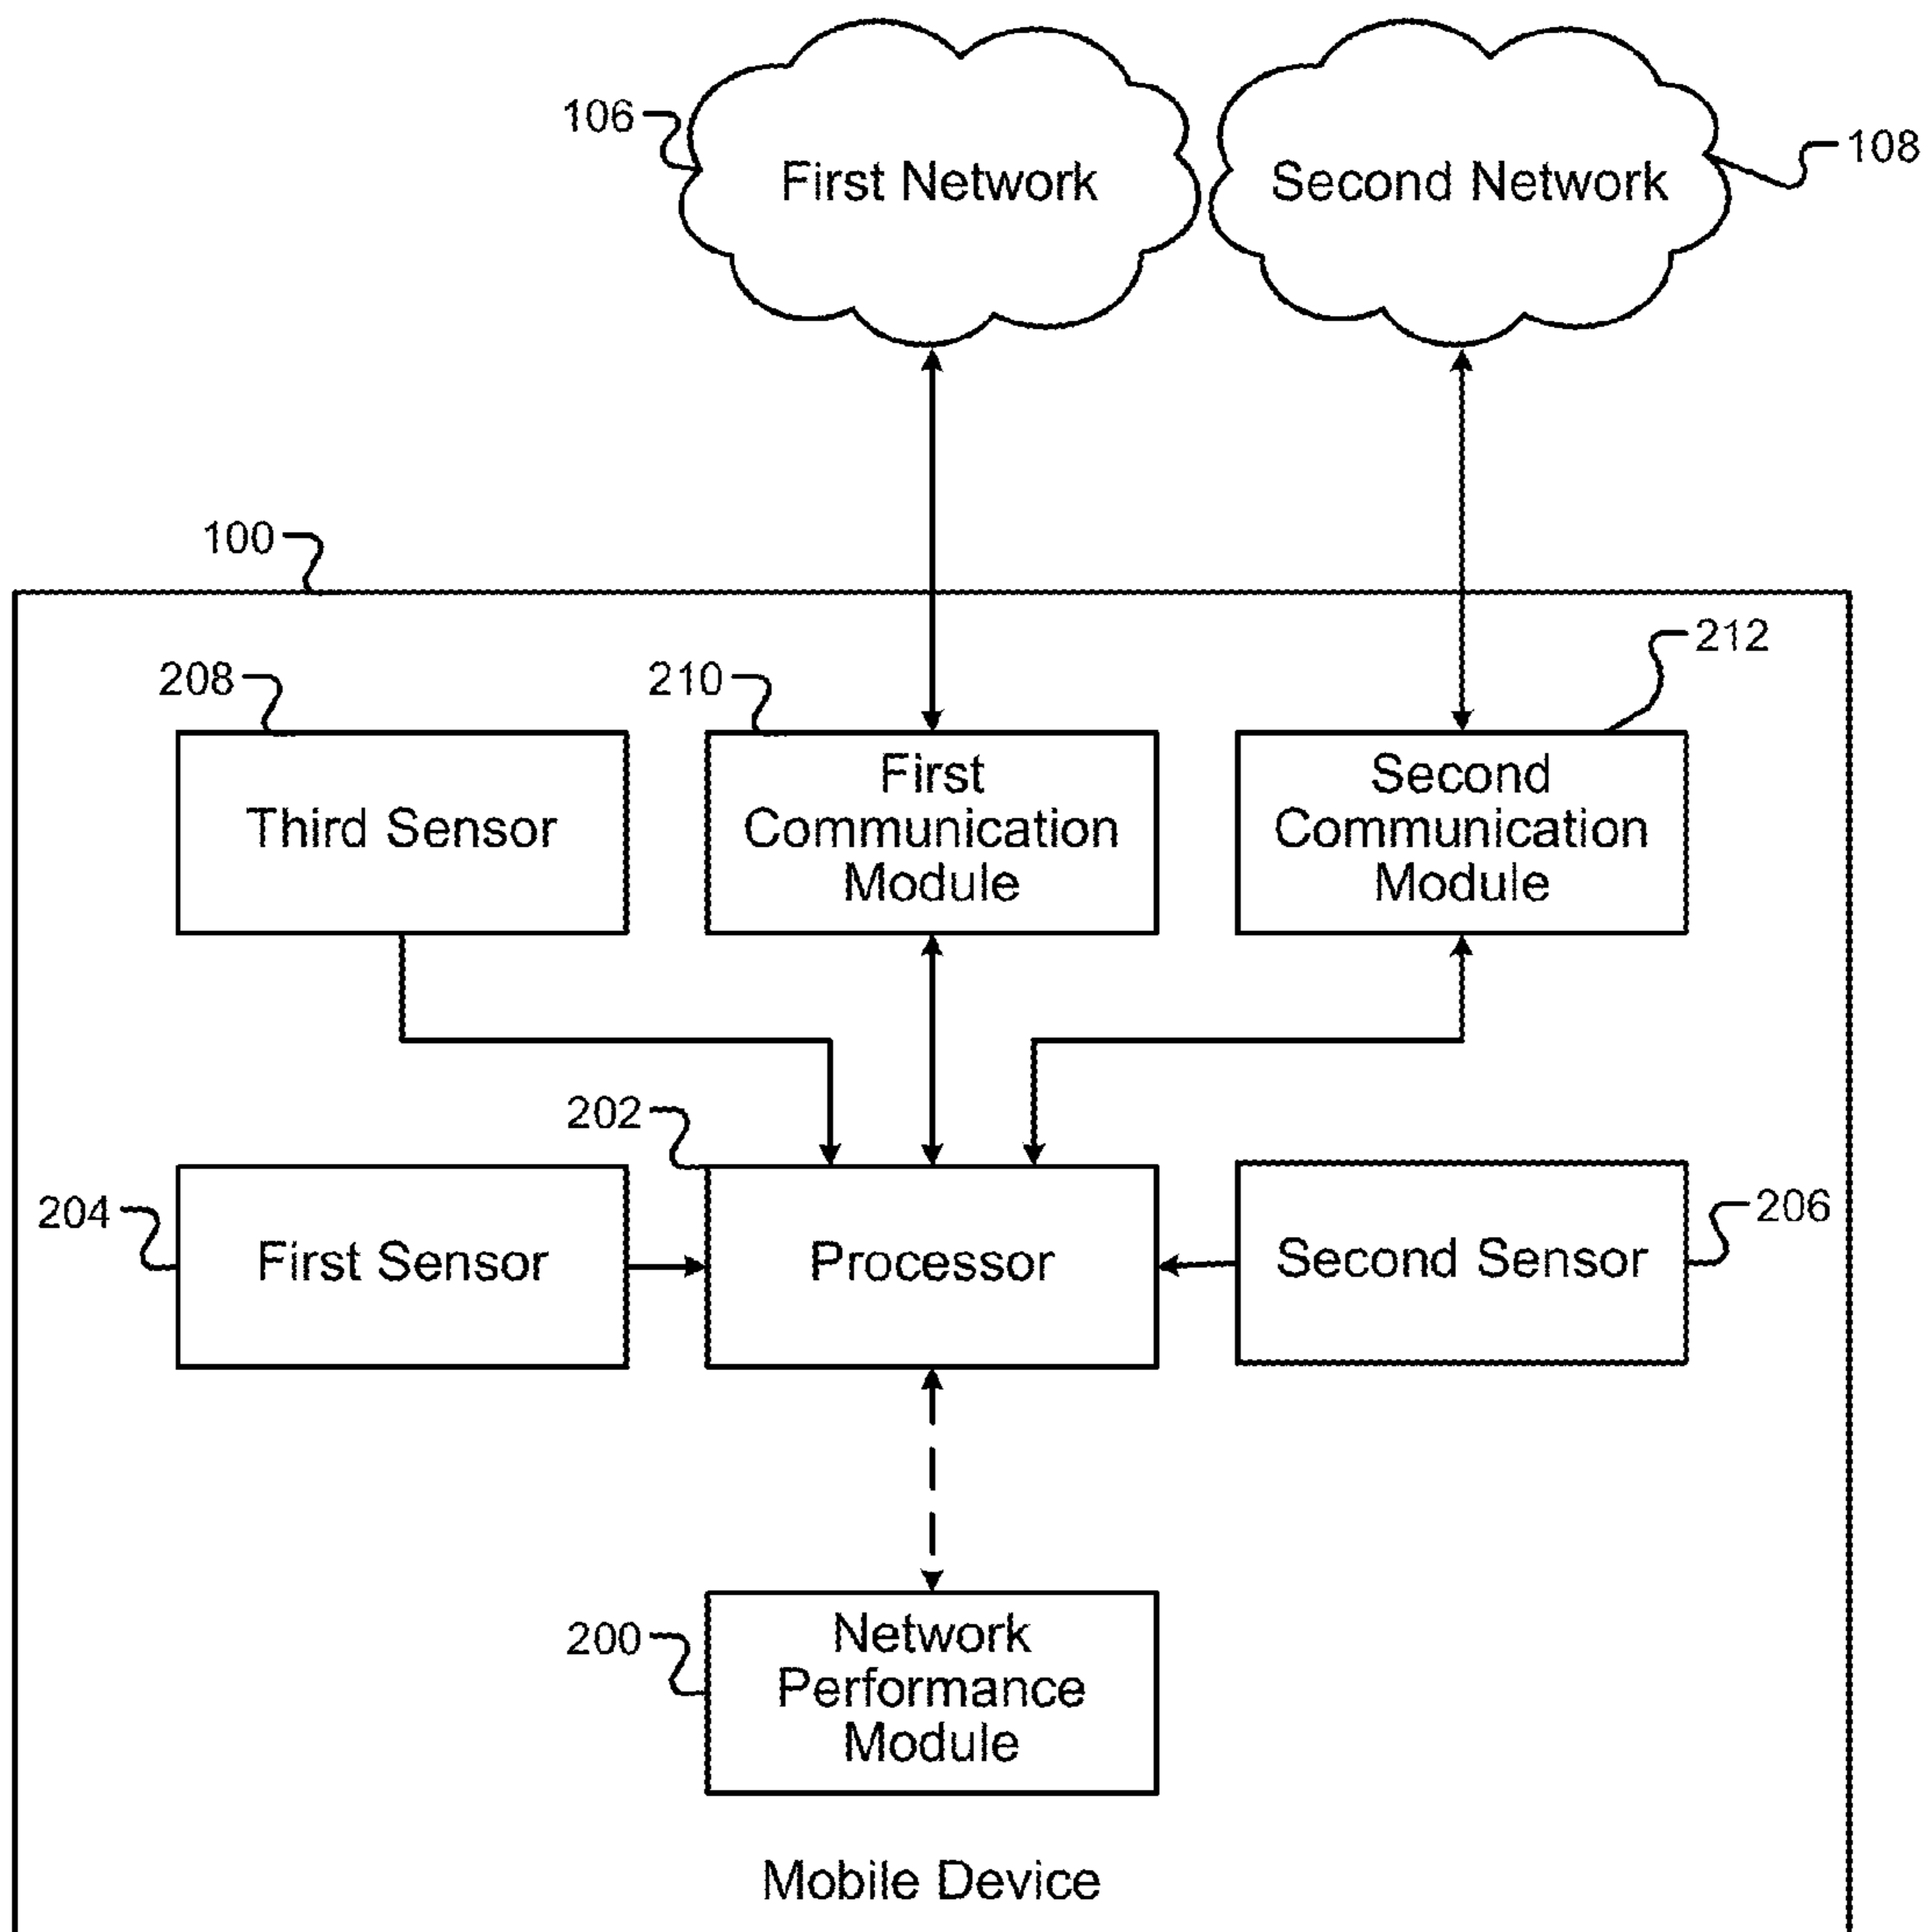 106
First Network
Second Network
108
100
208
210
212
Third Sensor
First
Communication
Module
Second
Communication
Module
202
204
First Sensor
Processor
Second Sensor
206
200
Network
Performance
Module
Mobile Device